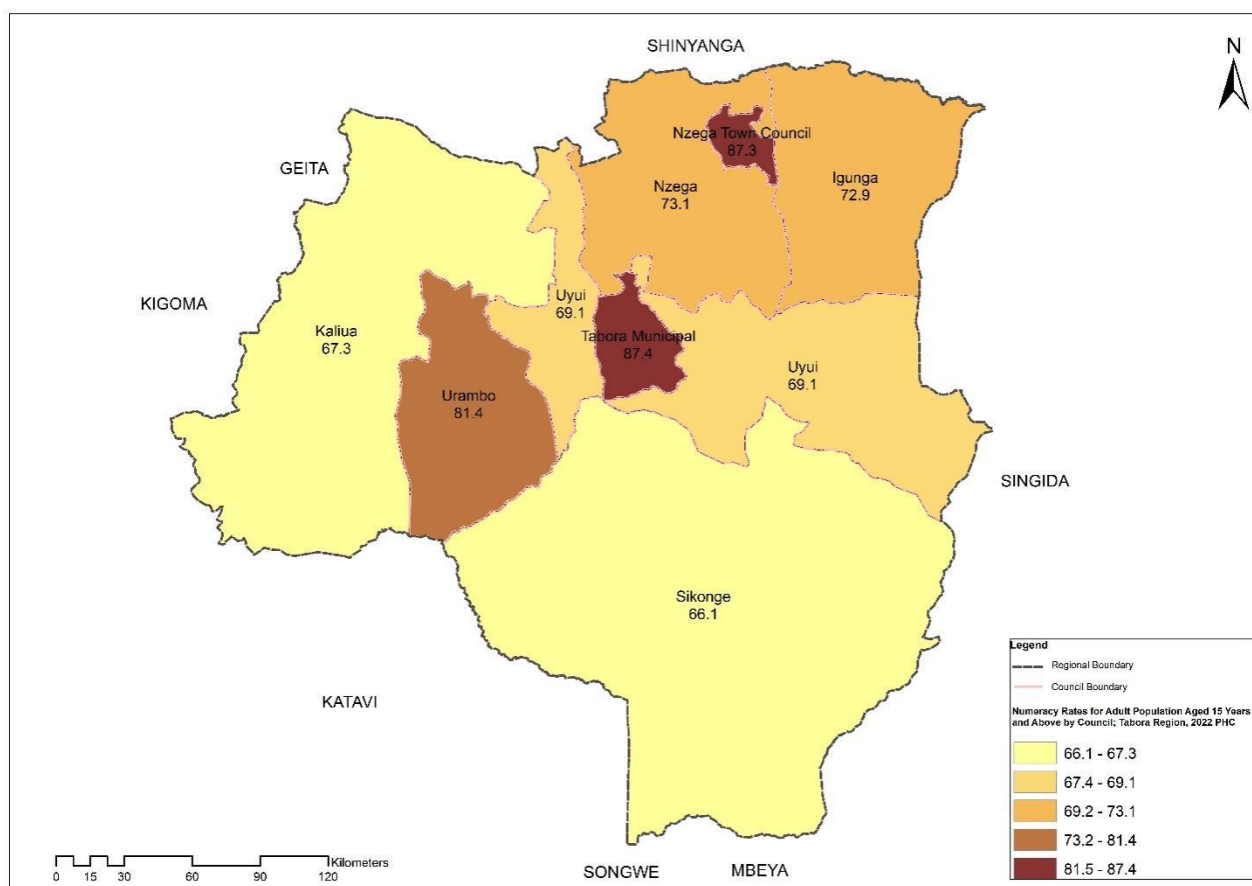 SHINYANGA
N
Nzega Town Council
87.3
GEITA
Igunga
72.9
Nzega
73.1
KIGOMA
Uyui
69.1
Kaliua
67.3
Tabora Municipal
87.4
Uyui
69.1
Urambo
81.4
SINGIDA
Sikonge
66.1
KATAVI
Legend
Regional Boundary
Council Boundary
Numeracy Rates for Adult Population Aged 15 Years
and Above by Council; Tabora Region, 2022 PHC
66.1 - 67.3
67.4 - 69.1
69.2 - 73.1
73.2 - 81.4
81.5 - 87.4
Kilometers
0 15 30 60 90 120
SONGWE
MBEYA